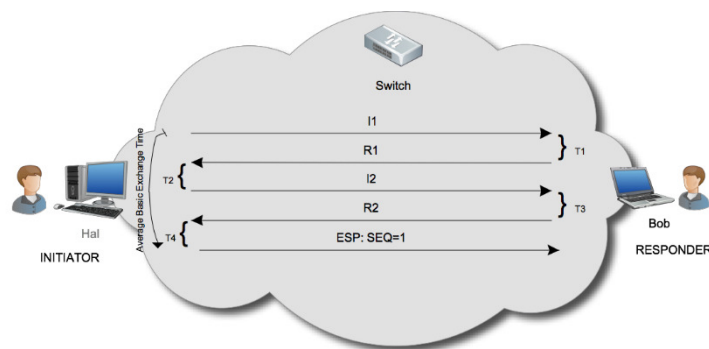 Switch
I1
T1
R1
T2
I2
T3
R2
T4
ESP: SEQ=1
Average Basic Exchange Time
Hal
INITIATOR
Bob
RESPONDER